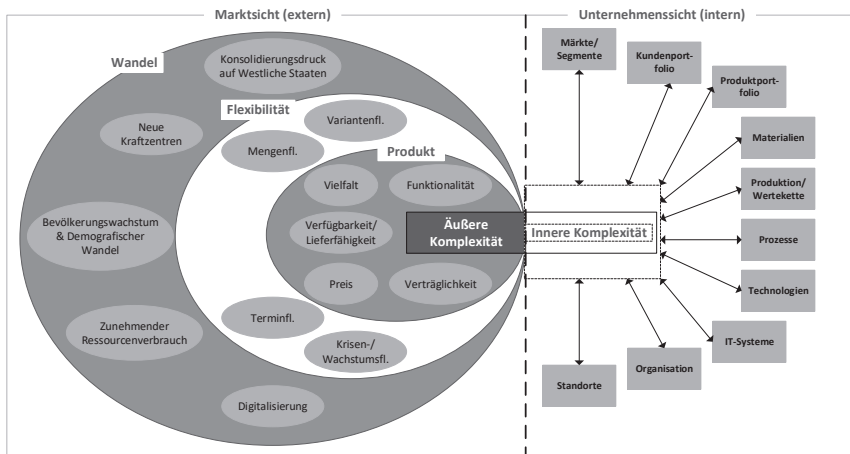 Marktsicht (extern)
Unternehmenssicht (intern)
Wandel
Konsolidierungsdruck
auf Westliche Staaten
Neue
Kraftzentren
Bevölkerungswachstum
& Demografischer
Wandel
Zunehmender
Ressourcenverbrauch
Digitalisierung
Flexibilität
Variantenfl.
Mengenfl.
Terminfl.
Krisen-/
Wachstumsfl.
Produkt
Vielfalt
Funktionalität
Verfügbarkeit/
Lieferfähigkeit
Preis
Verträglichkeit
Äußere
Komplexität
Innere Komplexität
Märkte/
Segmente
Kundenport-
folio
Produktport-
folio
Materialien
Produktion/
Wertekette
Prozesse
Technologien
IT-Systeme
Organisation
Standorte